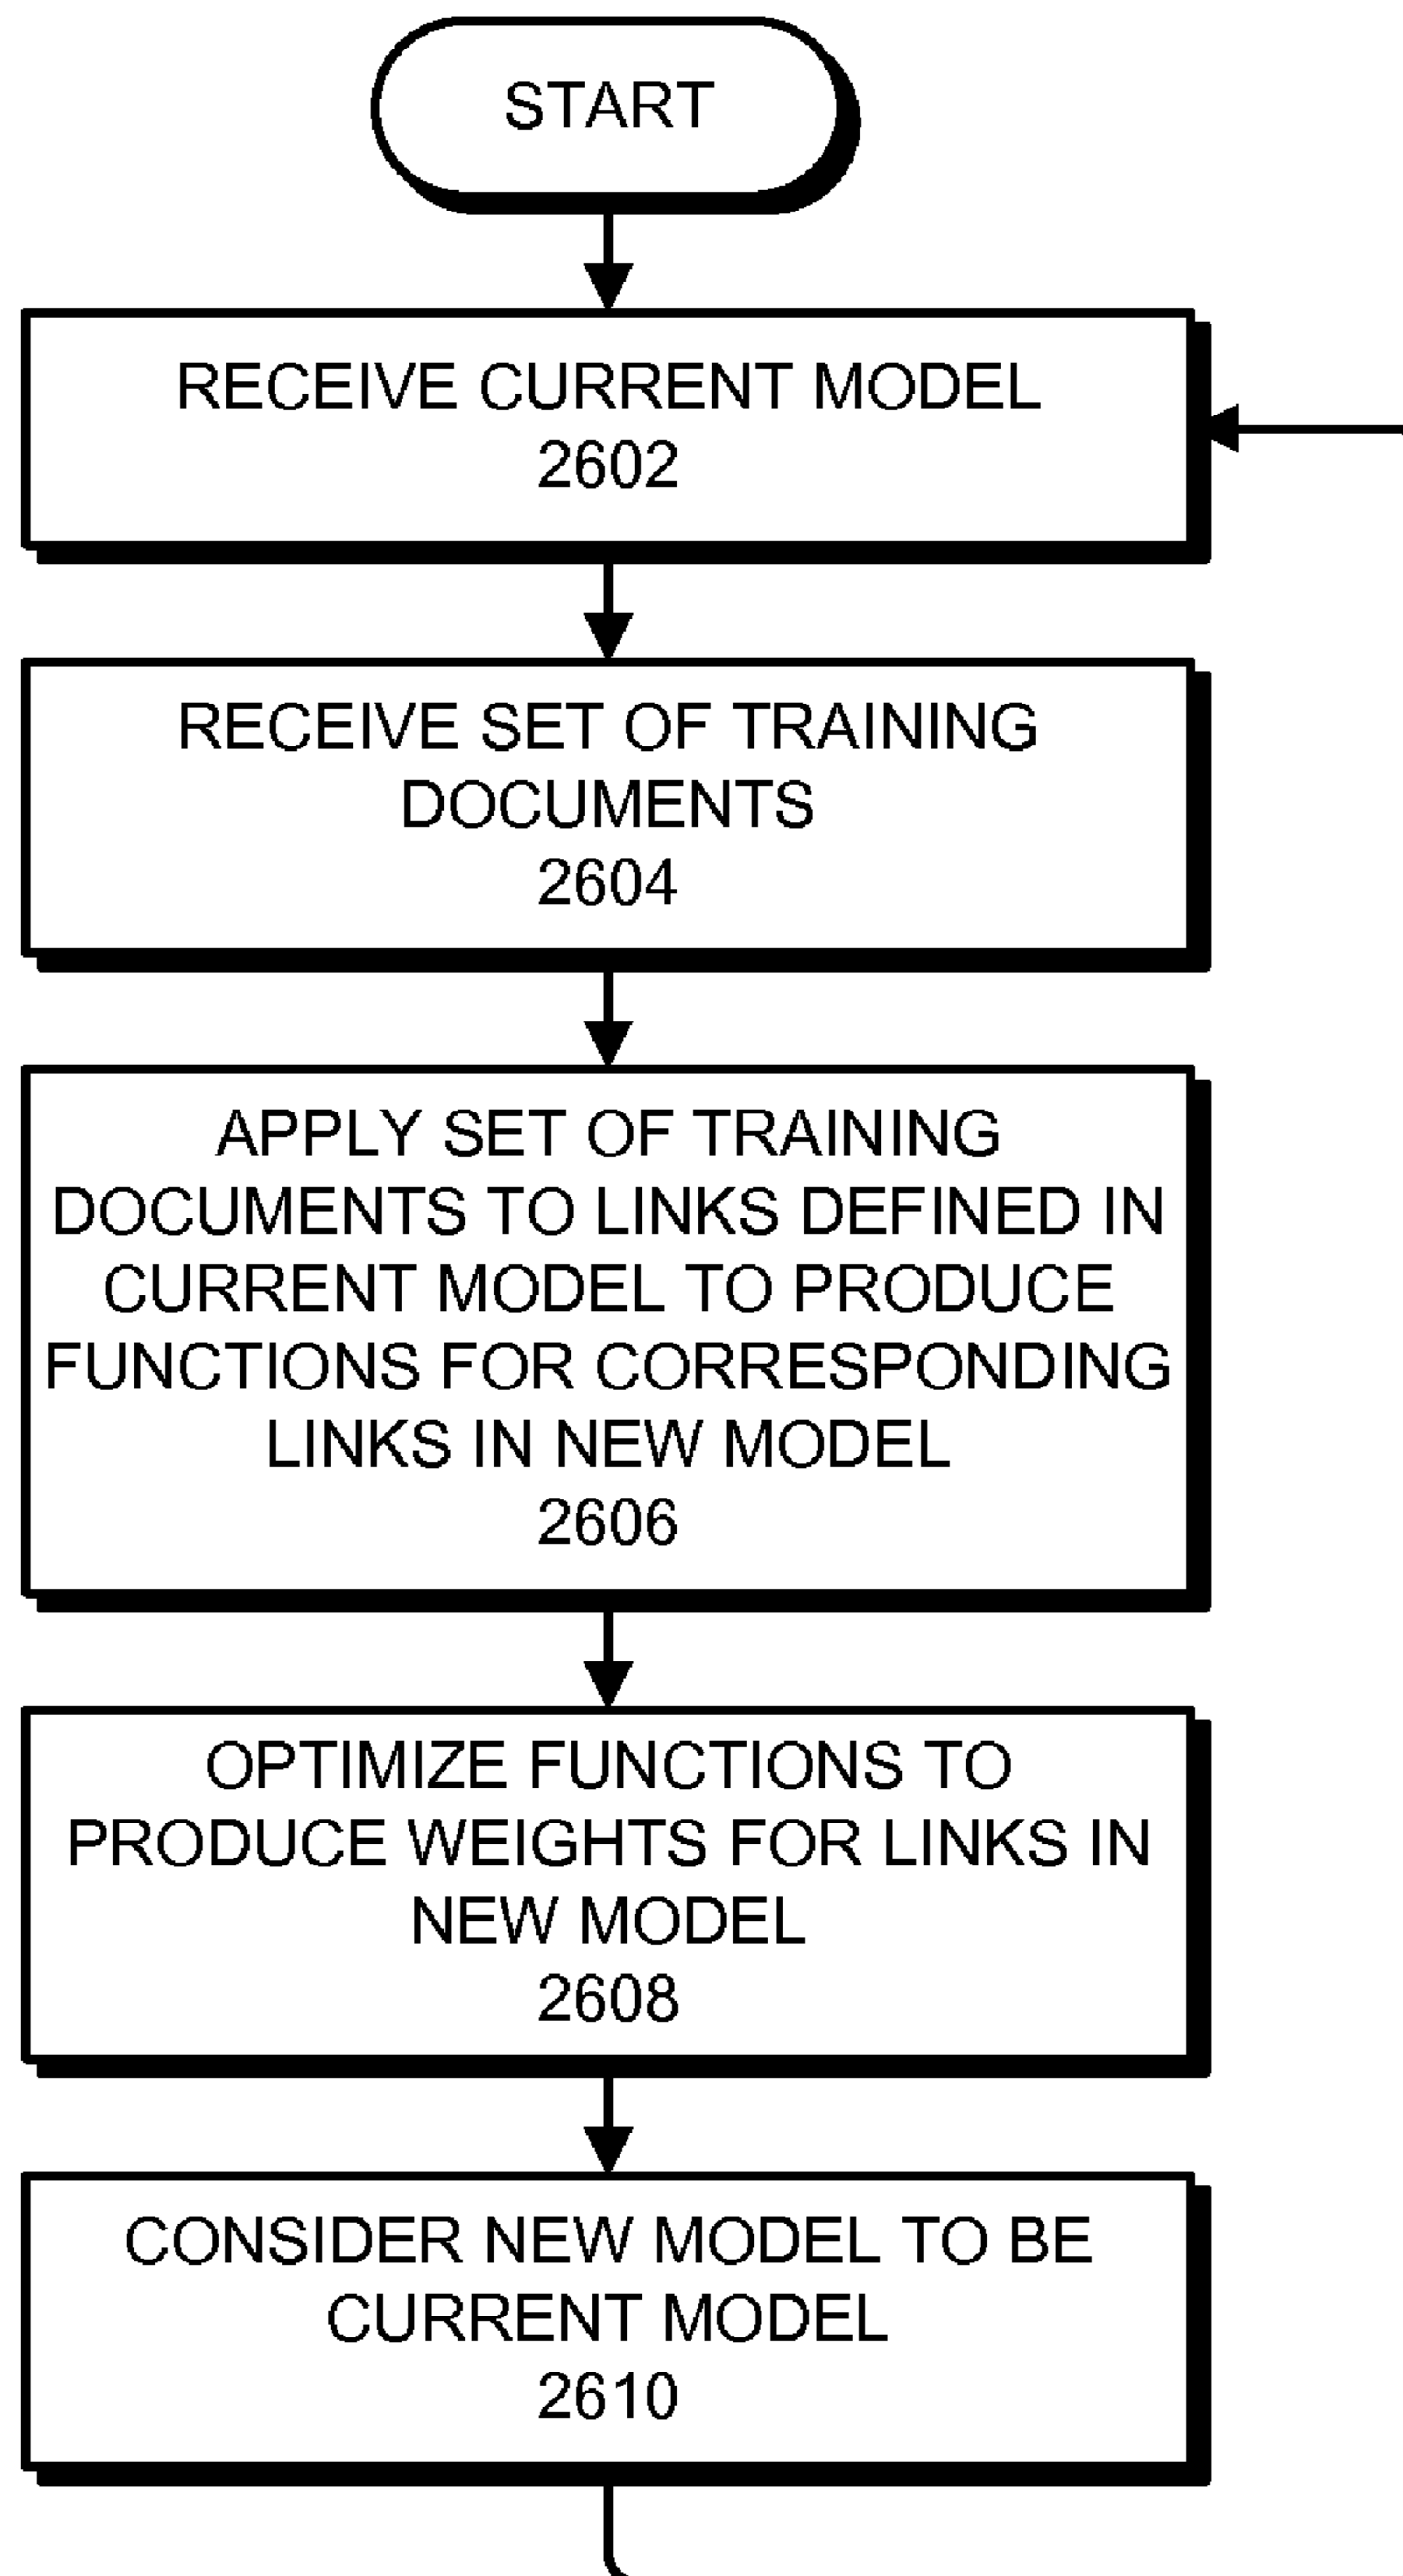 START
RECEIVE CURRENT MODEL
2602
RECEIVE SET OF TRAINING
DOCUMENTS
2604
APPLY SET OF TRAINING
DOCUMENTS TO LINKS DEFINED IN
CURRENT MODEL TO PRODUCE
FUNCTIONS FOR CORRESPONDING
LINKS IN NEW MODEL
2606
OPTIMIZE FUNCTIONS TO
PRODUCE WEIGHTS FOR LINKS IN
NEW MODEL
2608
CONSIDER NEW MODEL TO BE
CURRENT MODEL
2610